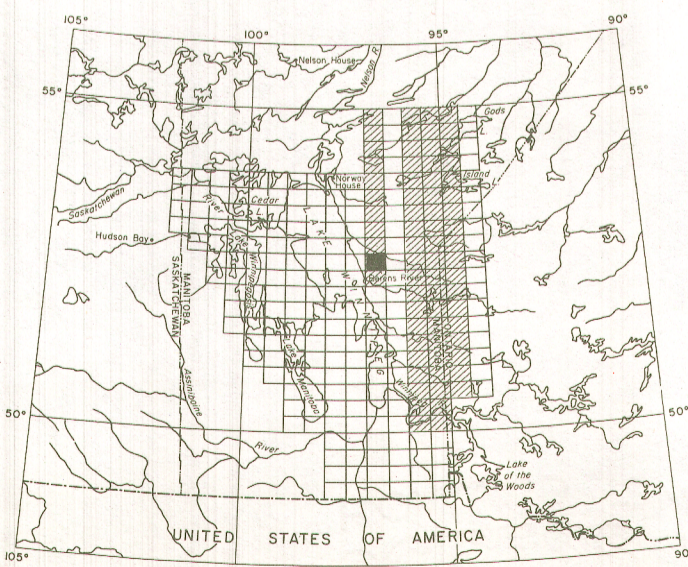 105°
100°
95°
90°
Nelson House
Nelson R
55°
55°
Gods
L.
Norway
House
Island
L.
Saskatchewan
River
Cedar
L.
Hudson Bay
LAKE
WINNIPEG
Lake
Winnipegosis
Berens River
MANITOBA
SASKATCHEWAN
ONTARIO
MANITOBA
Lake
Manitoba
Winnipeg
Assiniboine
River
50°
50°
Lake
of the
Woods
UNITED STATES OF AMERICA
105°
90